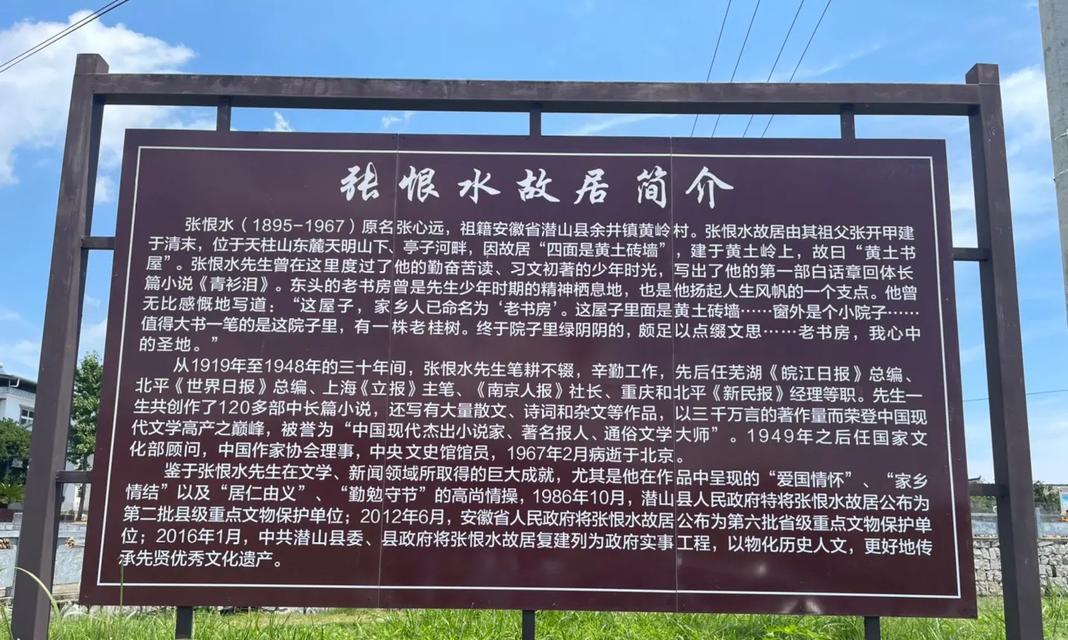 张恨水故居简介
张恨水（1895-1967）原名张心远，祖籍安徽省潜山县余井镇黄岭村。张恨水故居由其祖父张开甲建
于清末，位于天柱山东麓天明山下、亭子河畔，因故居“四面是黄土砖墙”，建于黄土岭上，故曰“黄土书
屋”。张恨水先生曾在这里度过了他的勤奋苦读、习文初著的少年时光，写出了他的第一部白话章回体长
篇小说《青衫泪》。东头的老书房曾是先生少年时期的精神栖息地，也是他扬起人生风帆的一个支点。他曾
无比感慨地写道：“这屋子，家乡人已命名为‘老书房’。这屋子里面是黄土砖墙……窗外是个小院子……
值得大书一笔的是这院子里，有一株老桂树。终于院子里绿阴阴的，颇足以点缀文思……老书房，我心中
的圣地。”
从1919年至1948年的三十年间，张恨水先生笔耕不辍，辛勤工作，先后任芜湖《皖江日报》总编、
北平《世界日报》总编、上海《立报》主笔、《南京人报》社长、重庆和北平《新民报》经理等职。先生一
生共创作了120多部中长篇小说，还写有大量散文、诗词和杂文等作品，以三千万言的著作量而荣登中国现
代文学高产之巅峰，被誉为“中国现代杰出小说家、著名报人、通俗文学大师”。1949年之后任国家文
化部顾问，中国作家协会理事，中央文史馆馆员，1967年2月病逝于北京。
鉴于张恨水先生在文学、新闻领域所取得的巨大成就，尤其是他在作品中呈现的“爱国情怀”、“家乡
情结”以及“居仁由义”、“勤勉守节”的高尚情操，1986年10月，潜山县人民政府特将张恨水故居公布为
第二批县级重点文物保护单位；2012年6月，安徽省人民政府将张恨水故居公布为第六批省级重点文物保护单
位；2016年1月，中共潜山县委、县政府将张恨水故居复建列为政府实事工程，以物化历史人文，更好地传
承先贤优秀文化遗产。